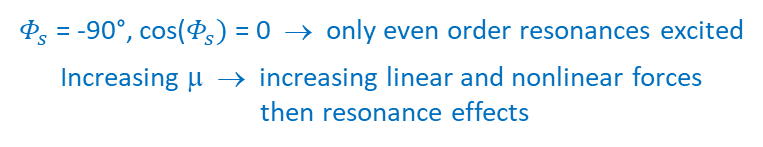 Φs = -90°, cos(Φs) = 0 → only even order resonances excited
Increasing µ → increasing linear and nonlinear forces
then resonance effects